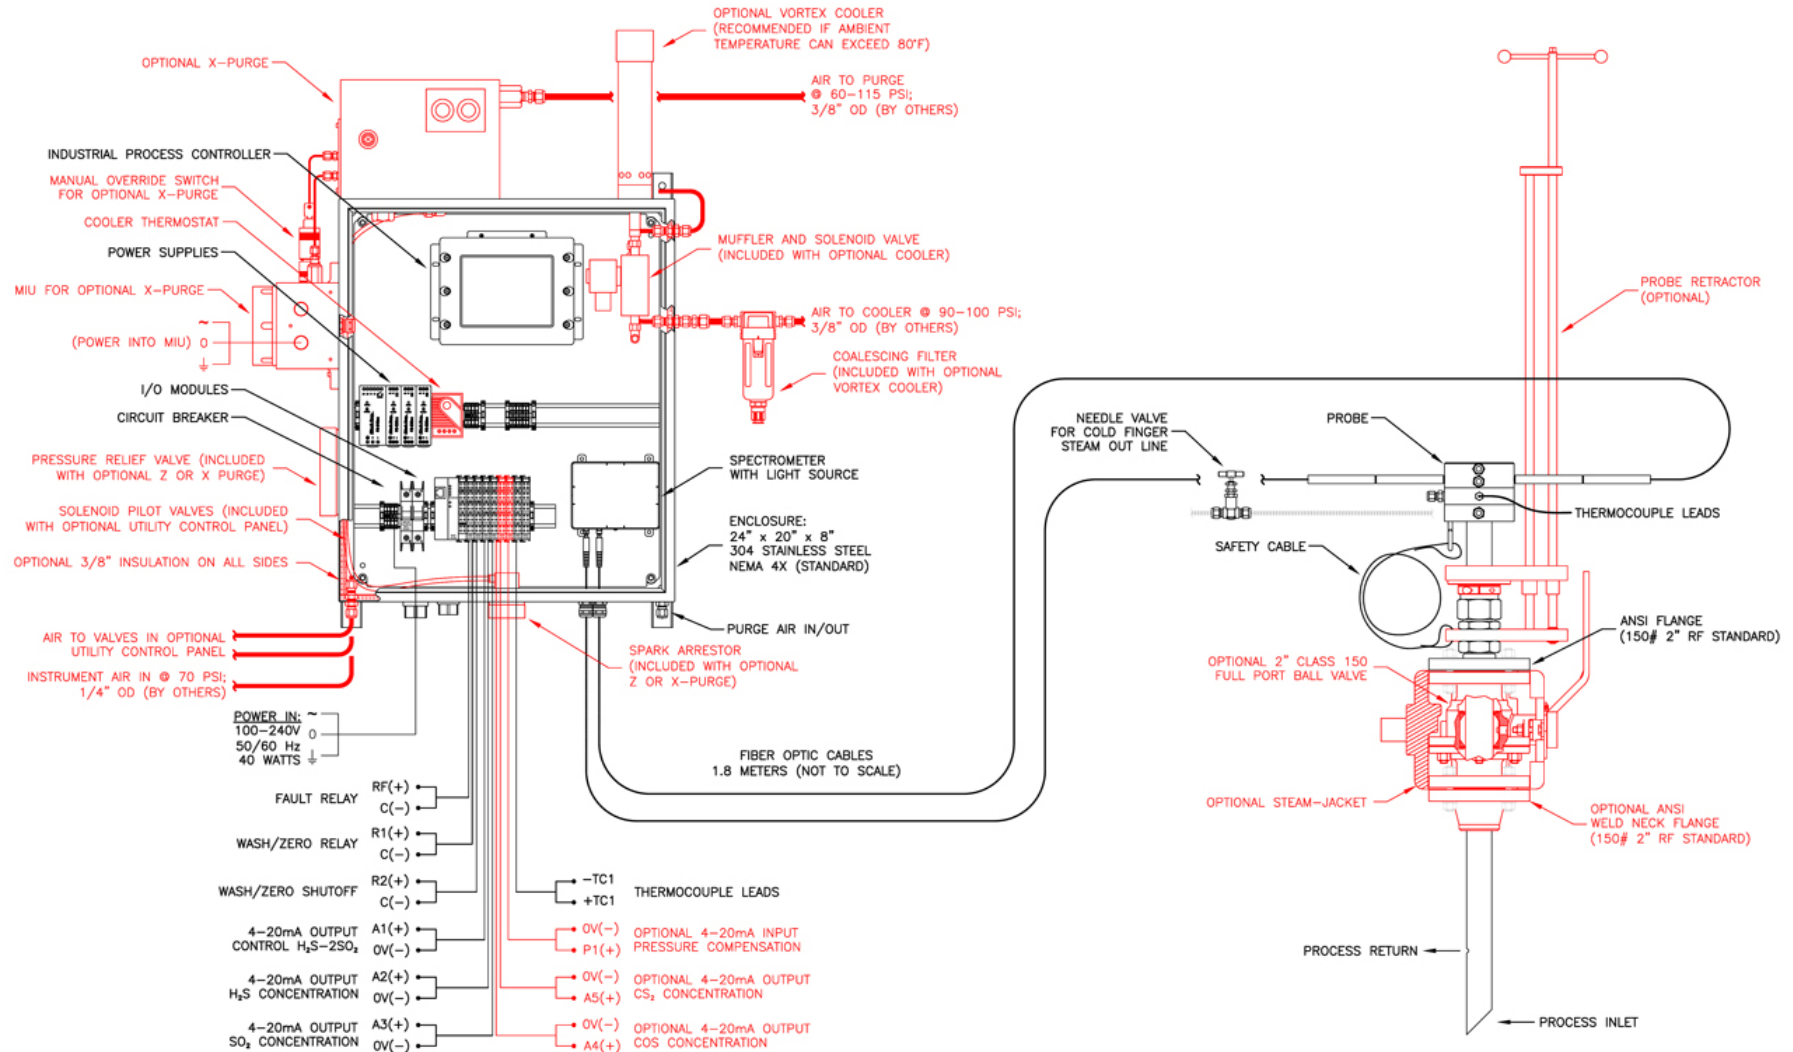 OPTIONAL VORTEX COOLER
(RECOMMENDED IF AMBIENT
TEMPERATURE CAN EXCEED 80°F)
OPTIONAL X-PURGE
AIR TO PURGE
@ 60-115 PSI;
3/8" OD (BY OTHERS)
INDUSTRIAL PROCESS CONTROLLER
MANUAL OVERRIDE SWITCH
FOR OPTIONAL X-PURGE
COOLER THERMOSTAT
POWER SUPPLIES
MUFFLER AND SOLENOID VALVE
(INCLUDED WITH OPTIONAL COOLER)
MIU FOR OPTIONAL X-PURGE
(POWER INTO MIU)
~
0
AIR TO COOLER @ 90-100 PSI;
3/8" OD (BY OTHERS)
PROBE RETRACTOR
(OPTIONAL)
COALESCING FILTER
(INCLUDED WITH OPTIONAL
VORTEX COOLER)
I/O MODULES
CIRCUIT BREAKER
NEEDLE VALVE
FOR COLD FINGER
STEAM OUT LINE
PROBE
PRESSURE RELIEF VALVE (INCLUDED
WITH OPTIONAL Z OR X PURGE)
SPECTROMETER
WITH LIGHT SOURCE
SOLENOID PILOT VALVES (INCLUDED
WITH OPTIONAL UTILITY CONTROL PANEL)
ENCLOSURE:
24" x 20" x 8"
304 STAINLESS STEEL
NEMA 4X (STANDARD)
THERMOCOUPLE LEADS
SAFETY CABLE
OPTIONAL 3/8" INSULATION ON ALL SIDES
AIR TO VALVES IN OPTIONAL
UTILITY CONTROL PANEL
PURGE AIR IN/OUT
ANSI FLANGE
(150# 2" RF STANDARD)
SPARK ARRESTOR
(INCLUDED WITH OPTIONAL
Z OR X-PURGE)
OPTIONAL 2" CLASS 150
FULL PORT BALL VALVE
INSTRUMENT AIR IN @ 70 PSI;
1/4" OD (BY OTHERS)
POWER IN: ~
100-240V 0
50/60 Hz
40 WATTS
FIBER OPTIC CABLES
1.8 METERS (NOT TO SCALE)
OPTIONAL STEAM-JACKET
OPTIONAL ANSI
WELD NECK FLANGE
(150# 2" RF STANDARD)
FAULT RELAY
RF(+)
C(-)
WASH/ZERO RELAY
R1(+)
C(-)
WASH/ZERO SHUTOFF
R2(+)
C(-)
-TC1
+TC1
THERMOCOUPLE LEADS
4-20mA OUTPUT
CONTROL H₂S-2SO₂
A1(+)
0V(-)
0V(-)
P1(+)
OPTIONAL 4-20mA INPUT
PRESSURE COMPENSATION
PROCESS RETURN
4-20mA OUTPUT
H₂S CONCENTRATION
A2(+)
0V(-)
0V(-)
A5(+)
OPTIONAL 4-20mA OUTPUT
CS₂ CONCENTRATION
4-20mA OUTPUT
SO₂ CONCENTRATION
A3(+)
0V(-)
0V(-)
A4(+)
OPTIONAL 4-20mA OUTPUT
COS CONCENTRATION
PROCESS INLET